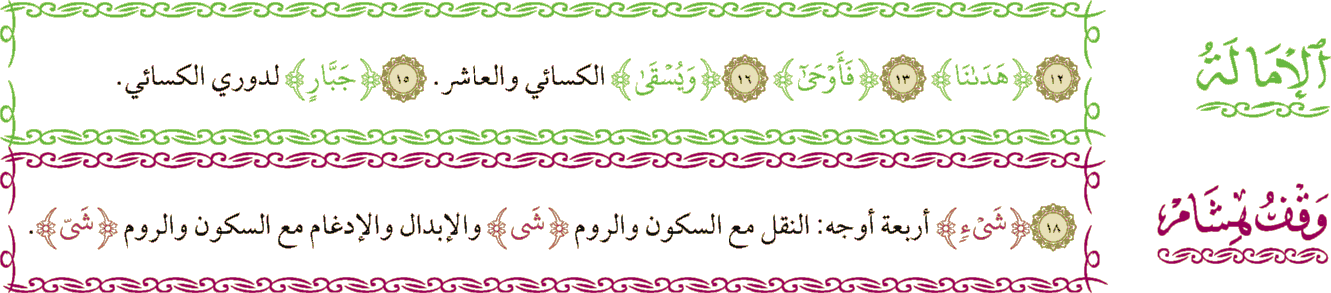 ٱلْإِمَالَةُ
١٢ ﴿هَدَىٰنَا﴾ ١٣ ﴿فَأَوْحَىٰٓ﴾ ١٦ ﴿وَيُسْقَىٰ﴾ الكسائي والعاشر. ١٥ ﴿جَبَّارٍ﴾ لدوري الكسائي.
وَقْفُ هِشَامٍ
١٨ ﴿شَىْءٍ﴾ أربعة أوجه: النقل مع السكون والروم ﴿شَى﴾ والإبدال والإدغام مع السكون والروم ﴿شَىّ﴾.